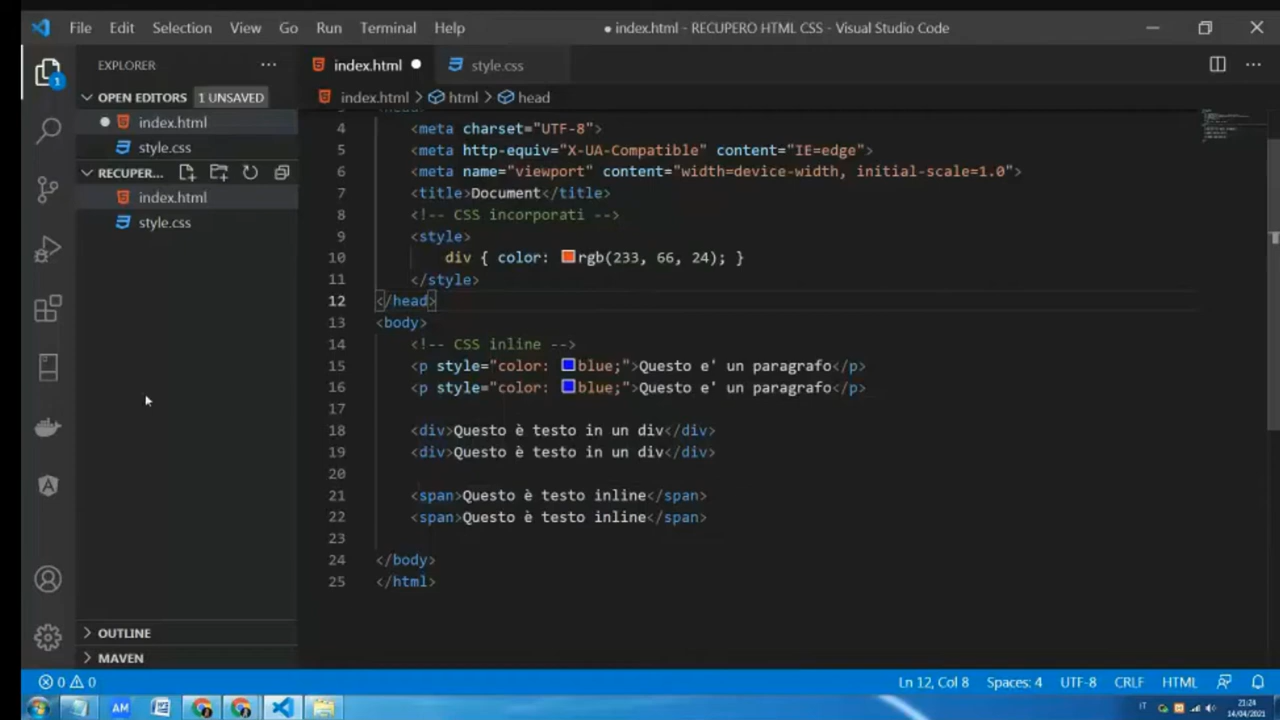 File Edit Selection View Go Run Terminal Help
● index.html - RECUPERO HTML CSS - Visual Studio Code
EXPLORER
OPEN EDITORS 1 UNSAVED
index.html
style.css
RECUPER...
index.html
style.css
OUTLINE
MAVEN
1
index.html
style.css
index.html > html > head
4 <meta charset="UTF-8">
5 <meta http-equiv="X-UA-Compatible" content="IE=edge">
6 <meta name="viewport" content="width=device-width, initial-scale=1.0">
7 <title>Document</title>
8 <!-- CSS incorporati -->
9 <style>
10 div { color: rgb(233, 66, 24); }
11 </style>
12 </head>
13 <body>
14 <!-- CSS inline -->
15 <p style="color: blue;">Questo e' un paragrafo</p>
16 <p style="color: blue;">Questo e' un paragrafo</p>
17
18 <div>Questo è testo in un div</div>
19 <div>Questo è testo in un div</div>
20
21 <span>Questo è testo inline</span>
22 <span>Questo è testo inline</span>
23
24 </body>
25 </html>
0 0
Ln 12, Col 8 Spaces: 4 UTF-8 CRLF HTML
AM
IT
21:24
14/04/2021